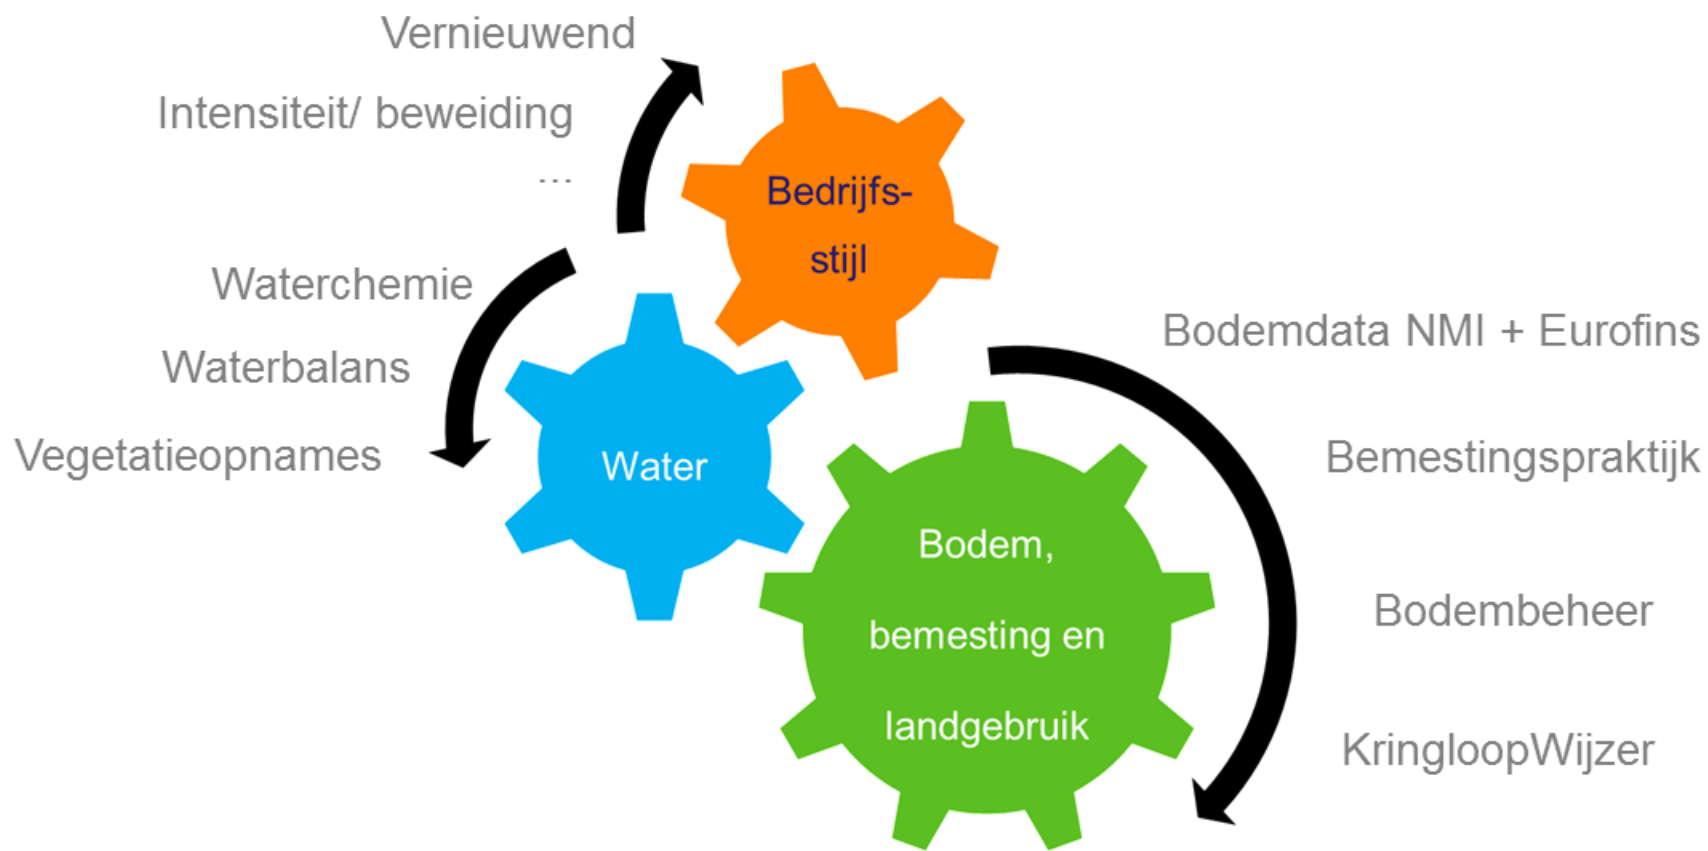 Vernieuwend
Intensiteit/ beweiding
...
Bedrijfs-
stijl
Waterchemie
Waterbalans
Vegetatieopnames
Water
Bodemdata NMI + Eurofins
Bemestingspraktijk
Bodembeheer
KringloopWijzer
Bodem,
bemesting en
landgebruik